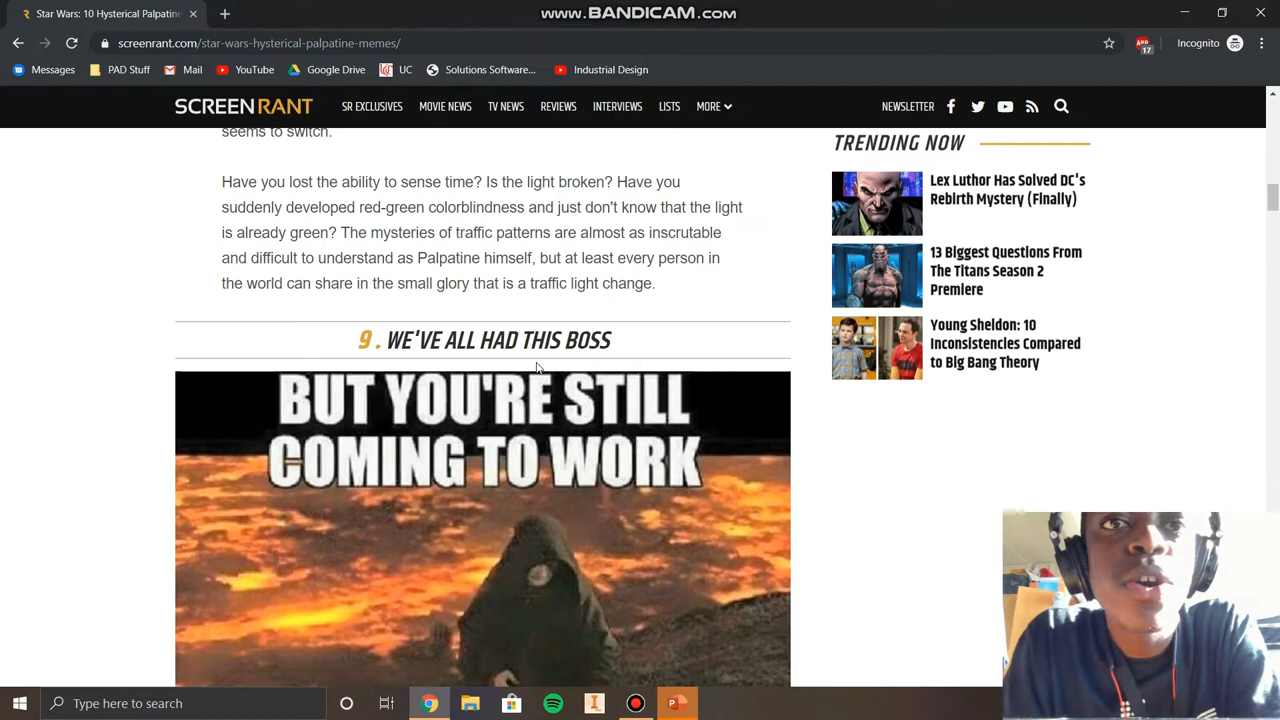 Star Wars: 10 Hysterical Palpatine
www.BANDICAM.com
screenrant.com/star-wars-hysterical-palpatine-memes/
ABP
17
Incognito
Messages
PAD Stuff
Mail
YouTube
Google Drive
UC
Solutions Software...
Industrial Design
SCREENRANT
SR EXCLUSIVES
MOVIE NEWS
TV NEWS
REVIEWS
INTERVIEWS
LISTS
MORE
NEWSLETTER
seems to switch.
Have you lost the ability to sense time? Is the light broken? Have you
suddenly developed red-green colorblindness and just don't know that the light
is already green? The mysteries of traffic patterns are almost as inscrutable
and difficult to understand as Palpatine himself, but at least every person in
the world can share in the small glory that is a traffic light change.
9 . WE'VE ALL HAD THIS BOSS
BUT YOU'RE STILL
COMING TO WORK
TRENDING NOW
Lex Luthor Has Solved DC's
Rebirth Mystery (Finally)
13 Biggest Questions From
The Titans Season 2
Premiere
Young Sheldon: 10
Inconsistencies Compared
to Big Bang Theory
Type here to search